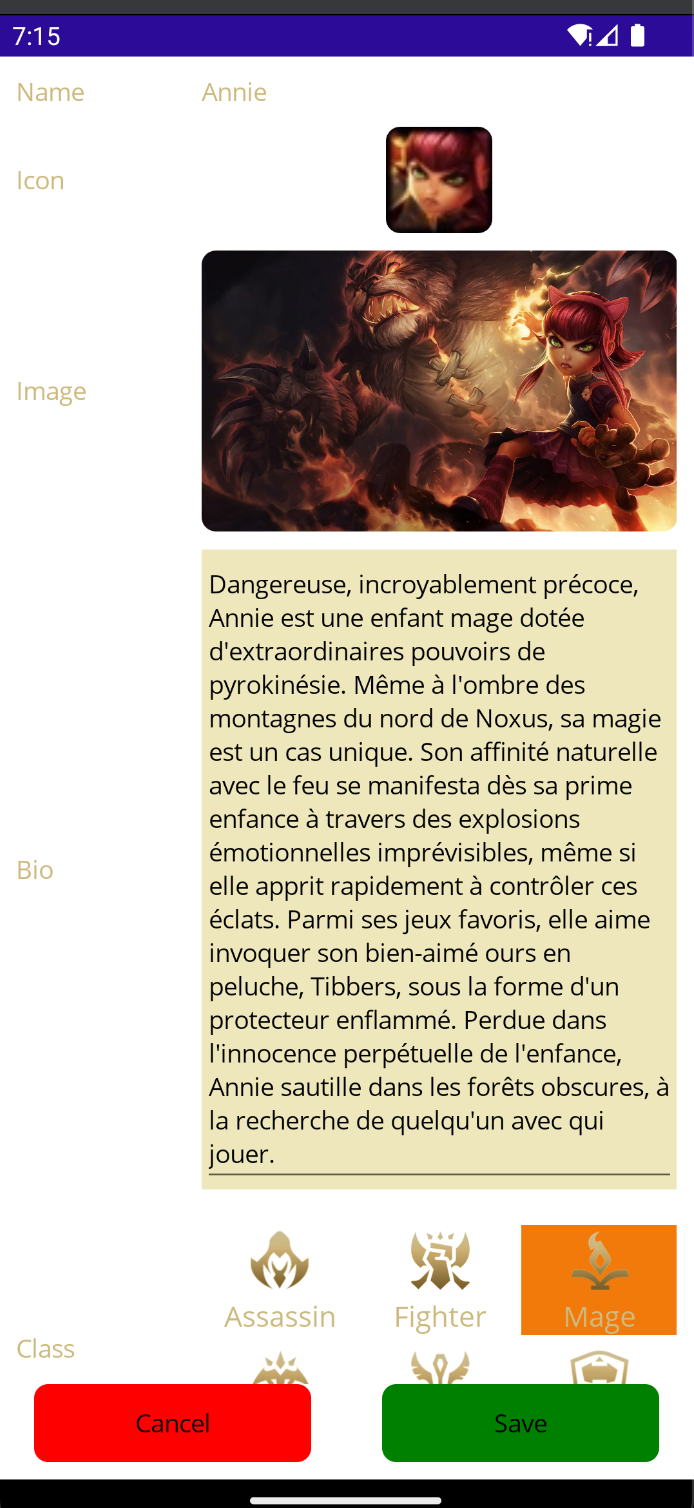 7:15
Name
Annie
Icon
Image
Bio
Dangereuse, incroyablement précoce,
Annie est une enfant mage dotée
d'extraordinaires pouvoirs de
pyrokinésie. Même à l'ombre des
montagnes du nord de Noxus, sa magie
est un cas unique. Son affinité naturelle
avec le feu se manifesta dès sa prime
enfance à travers des explosions
émotionnelles imprévisibles, même si
elle apprit rapidement à contrôler ces
éclats. Parmi ses jeux favoris, elle aime
invoquer son bien-aimé ours en
peluche, Tibbers, sous la forme d'un
protecteur enflammé. Perdue dans
l'innocence perpétuelle de l'enfance,
Annie sautille dans les forêts obscures, à
la recherche de quelqu'un avec qui
jouer.
Class
Assassin
Fighter
Mage
Cancel
Save